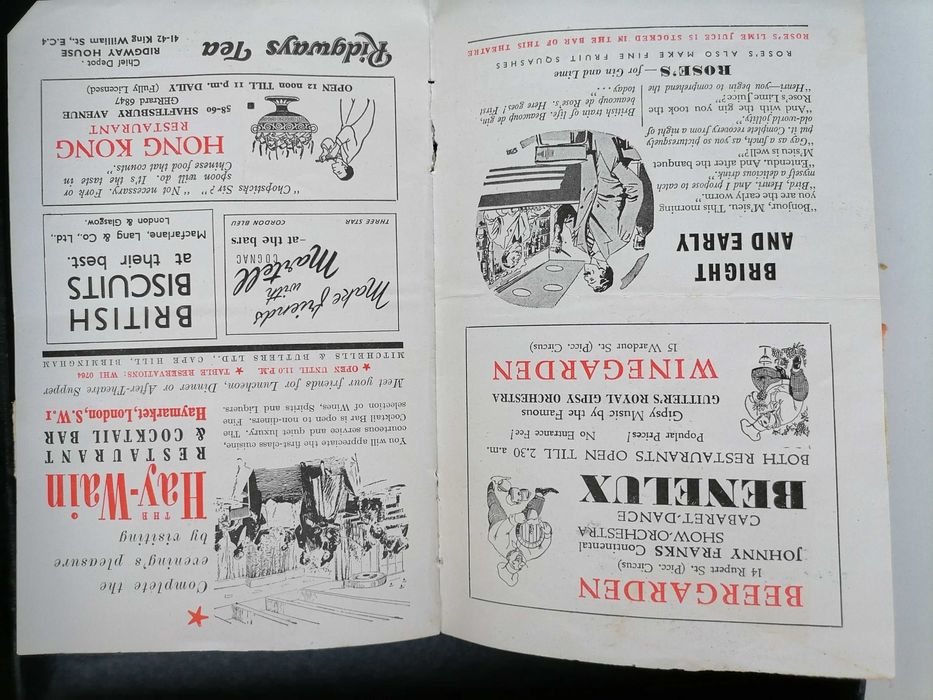 BEERGARDEN
14 Rupert St. (Picc. Circus)
JOHNNY FRANKS Continental
SHOW-ORCHESTRA
CABARET-DANCE
BENELUX
BOTH RESTAURANTS OPEN TILL 2.30 a.m.
Popular Prices! No Entrance Fee!
Gipsy Music by the Famous
GUITTER'S ROYAL GIPSY ORCHESTRA
WINEGARDEN
15 Wardour St. (Picc. Circus)
BRIGHT
AND EARLY
"Bonjour, M'sieu. This morning
you are the early worm."
"Bird, Henri. And I propose to catch
myself a delicious drink."
"Entendu. And after the banquet
M'sieu is well?"
"Gay as a finch, as you so picturesquely
put it. Complete recovery from a night of
old-world jollity."
"And with the gin you took the
Rose's Lime Juice?"
"Henri—you begin to comprehend the
British train of life. Beaucoup de gin,
beaucoup de Rose's. Here goes! First
today . . ."
ROSE'S — for Gin and Lime
ROSE'S ALSO MAKE FINE FRUIT SQUASHES
ROSE'S LIME JUICE IS STOCKED IN THE BAR OF THIS THEATRE
★
Complete the
evening's pleasure
by visiting
THE
HAY-WAIN
RESTAURANT
& COCKTAIL BAR
Haymarket, London, S.W.1
You will appreciate the first-class cuisine,
courteous service and quiet luxury. The
Cocktail Bar is open to non-diners. Fine
selection of Wines, Spirits and Liqueurs.
Meet your friends for Luncheon, Dinner or After-Theatre Supper
★ OPEN UNTIL 11.0 P.M. ★ TABLE RESERVATIONS: WHI 0764
MITCHELLS & BUTLERS LTD., CAPE HILL, BIRMINGHAM
Make friends
with
Martell
COGNAC
—at the bars
THREE STAR CORDON BLEU
BRITISH
BISCUITS
at their best.
Macfarlane, Lang & Co., Ltd.,
London & Glasgow.
"Chopsticks Sir?" "Not necessary. Fork or
spoon will do. It's the taste in
Chinese food that counts."
HONG KONG
RESTAURANT
58-60 SHAFTESBURY AVENUE
GERrard 6847
OPEN 12 noon TILL 11 p.m. DAILY (Fully Licensed)
Ridgways Tea
Chief Depot.
RIDGWAY HOUSE
41-42 King William St., E.C.4